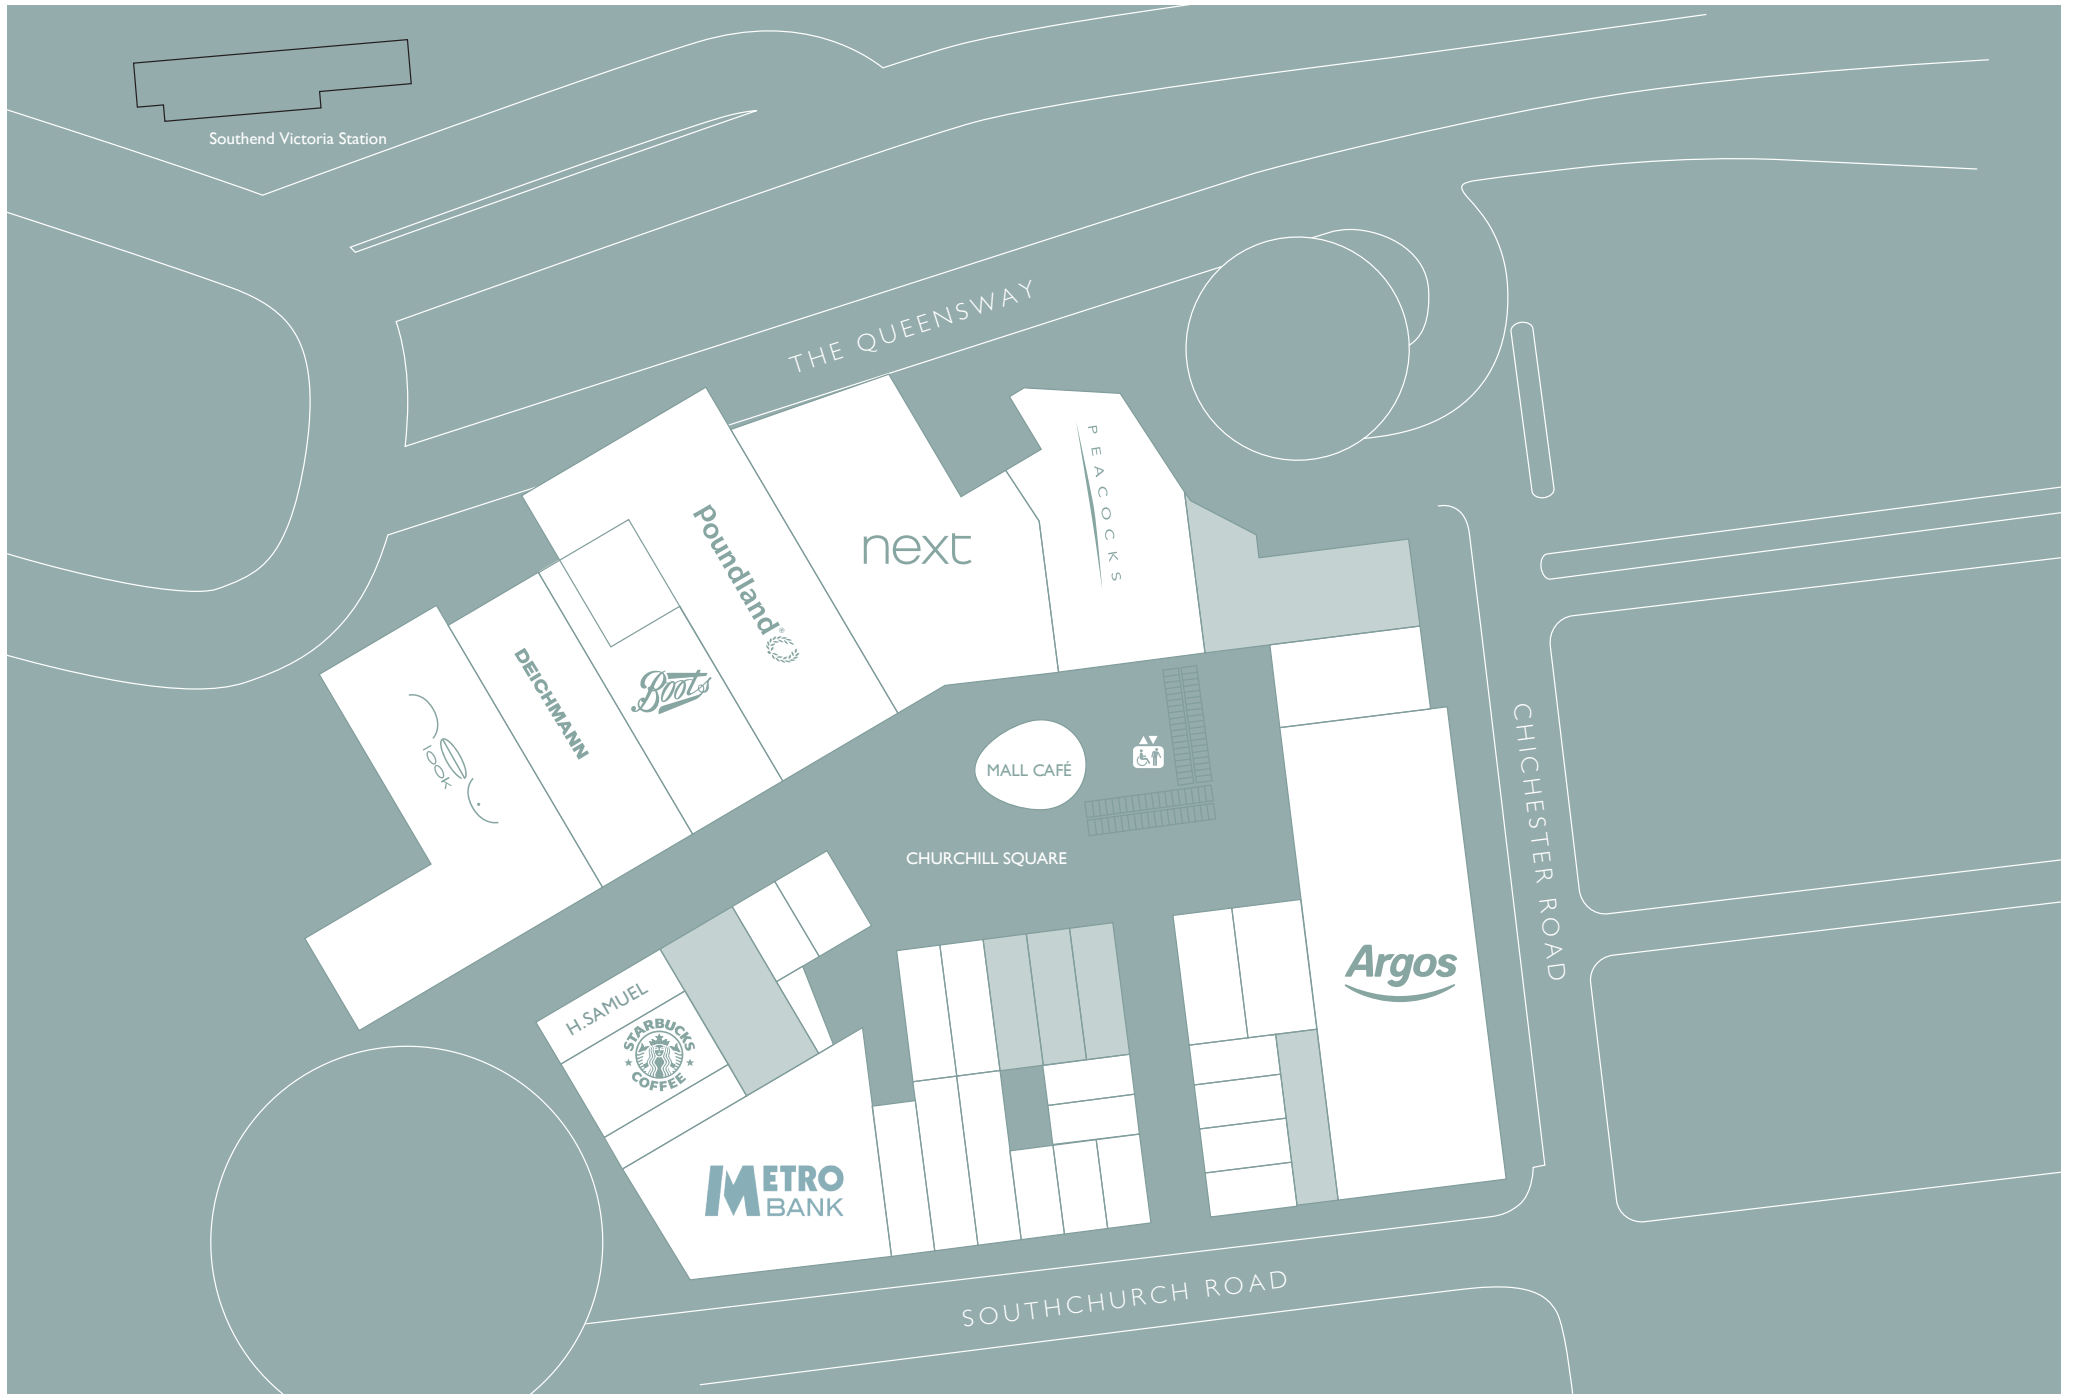 Southend Victoria Station
THE QUEENSWAY
PEACOCKS
poundland®
next
DEICHMANN
Boots
look
MALL CAFÉ
CHICHESTER ROAD
CHURCHILL SQUARE
Argos
H.SAMUEL
STARBUCKS
COFFEE
METRO
BANK
SOUTHCHURCH ROAD